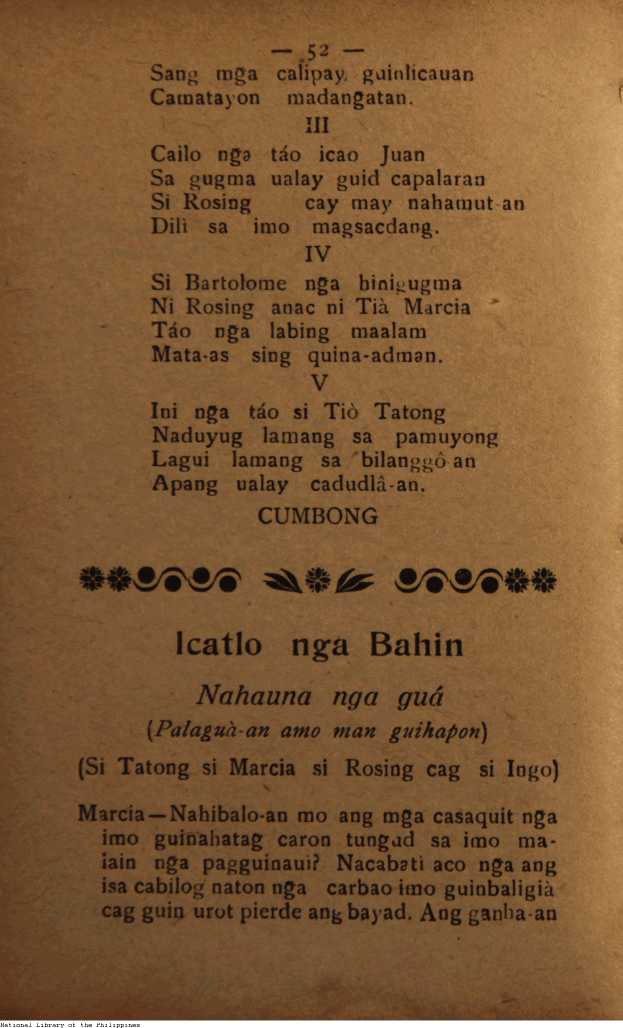 — 52 —
Sang mga calipay, guinlicauan
Camatayon madangatan.
III
Cailo nga táo icao Juan
Sa gugma ualay guid capalaran
Si Rosing cay may nahamut-an
Dili sa imo magsacdang.
IV
Si Bartolome nga binigugma
Ni Rosing anac ni Tià Marcia
Táo nga labing maalam
Mata-as sing quina-adman.
V
Ini nga táo si Tiò Tatong
Naduyug lamang sa pamuyong
Lagui lamang sa bilanggô-an
Apang ualay cadudlâ-an.
CUMBONG
Icatlo nga Bahin
Nahauna nga guá
(Palaguà-an amo man guihapon)
(Si Tatong si Marcia si Rosing cag si Ingo)
Marcia—Nahibalo-an mo ang mga casaquit nga
imo guinahatag caron tungud sa imo ma-
iain nga pagguinaui? Nacabati aco nga ang
isa cabilog naton nga carbao imo guinbaligià
cag guin urot pierde ang bayad. Ang ganha-an
National Library of the Philippines